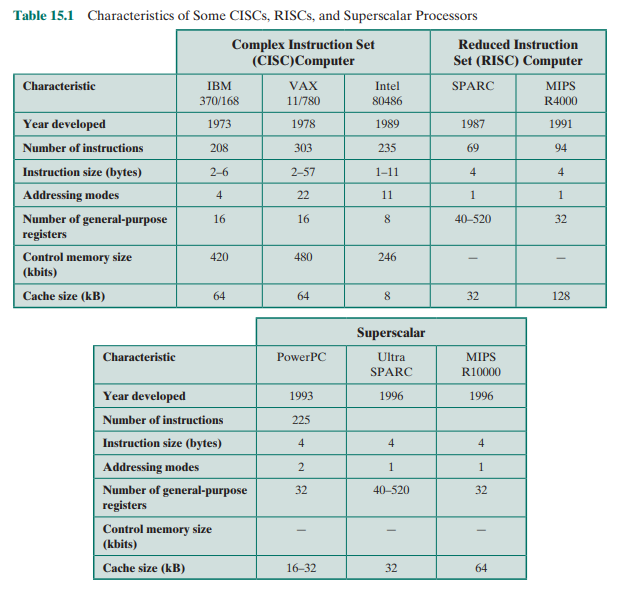 Table 15.1 Characteristics of Some CISCs, RISCs, and Superscalar Processors
Complex Instruction Set Reduced Instruction
(CISC)Computer Set (RISC) Computer
Characteristic IBM VAX Intel SPARC MIPS
370/168 11/780 80486 R4000
Year developed 1973 1978 1989 1987 1991
Number of instructions 208 303 235 69 94
Instruction size (bytes) 2–6 2–57 1–11 4 4
Addressing modes 4 22 11 1 1
Number of general-purpose 16 16 8 40–520 32
registers
Control memory size 420 480 246 — —
(kbits)
Cache size (kB) 64 64 8 32 128
Superscalar
Characteristic PowerPC Ultra MIPS
SPARC R10000
Year developed 1993 1996 1996
Number of instructions 225
Instruction size (bytes) 4 4 4
Addressing modes 2 1 1
Number of general-purpose 32 40–520 32
registers
Control memory size — — —
(kbits)
Cache size (kB) 16–32 32 64